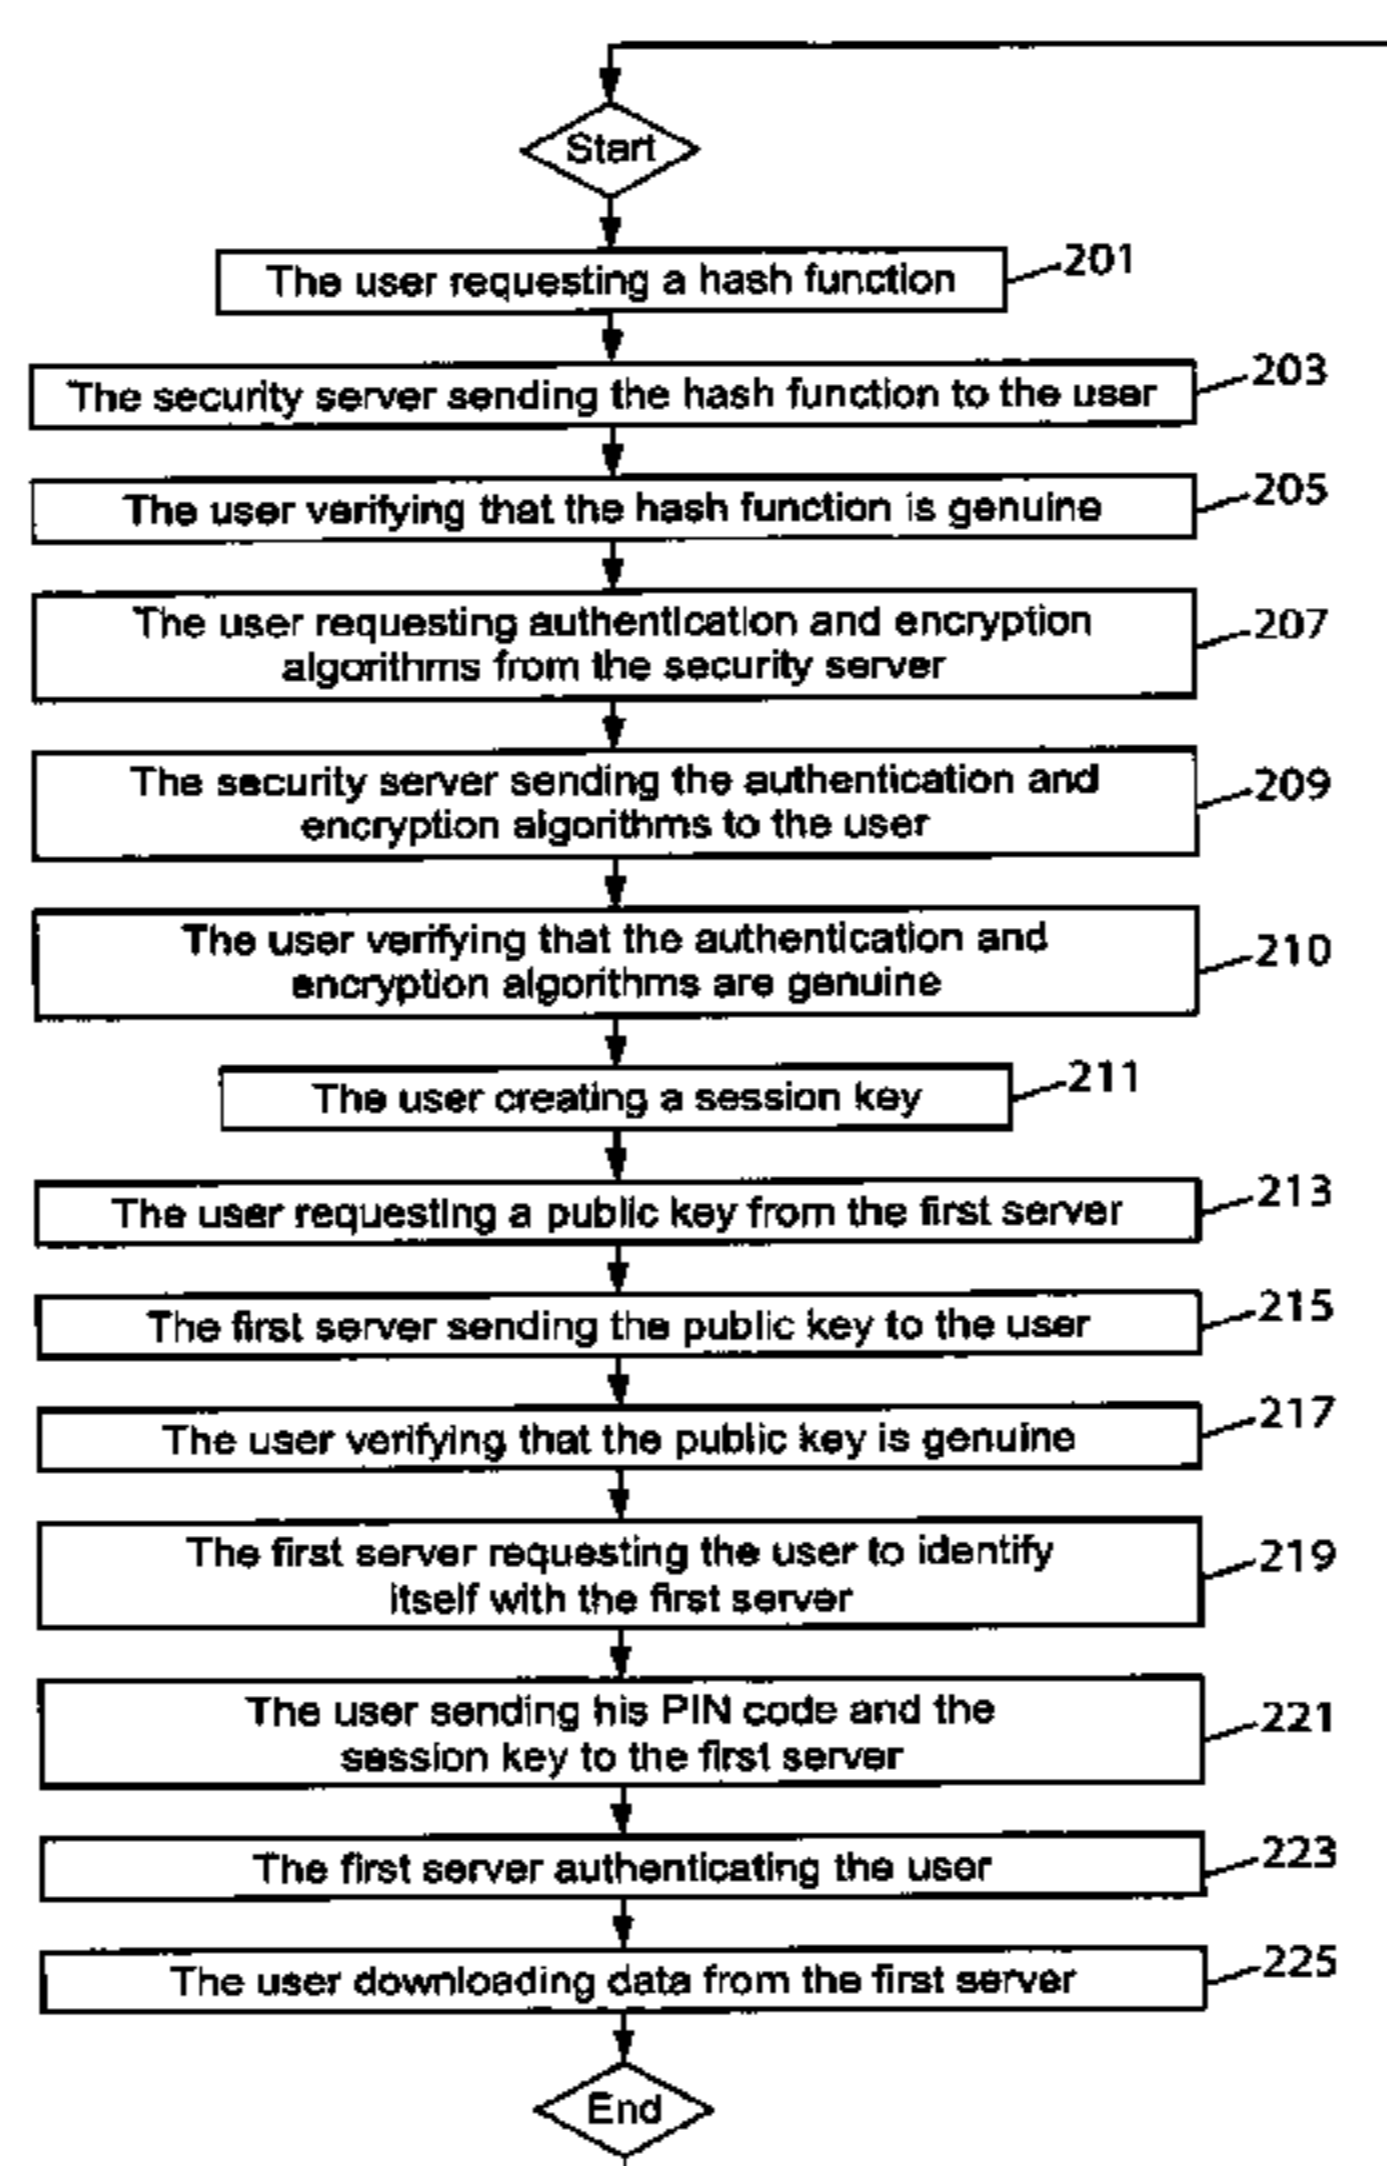 Start
The user requesting a hash function
201
The security server sending the hash function to the user
203
The user verifying that the hash function is genuine
205
The user requesting authentication and encryption
algorithms from the security server
207
The security server sending the authentication and
encryption algorithms to the user
209
The user verifying that the authentication and
encryption algorithms are genuine
210
The user creating a session key
211
The user requesting a public key from the first server
213
The first server sending the public key to the user
215
The user verifying that the public key is genuine
217
The first server requesting the user to identify
itself with the first server
219
The user sending his PIN code and the
session key to the first server
221
The first server authenticating the user
223
The user downloading data from the first server
225
End